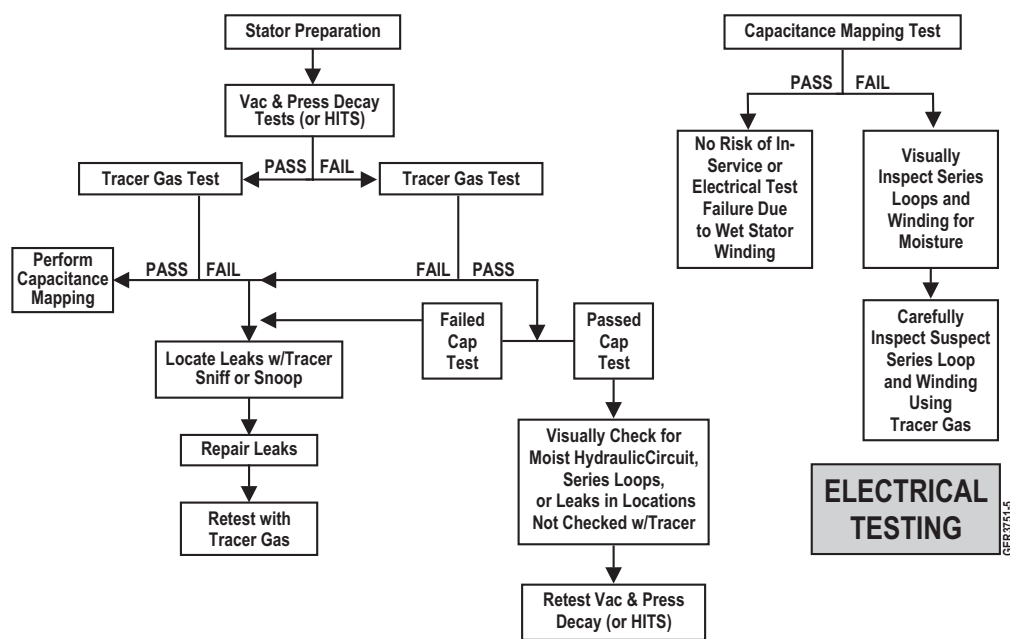 Stator Preparation
Vac & Press Decay
Tests (or HITS)
PASS
FAIL
Tracer Gas Test
Tracer Gas Test
Perform
Capacitance
Mapping
PASS
FAIL
FAIL
PASS
Failed
Cap
Test
Passed
Cap
Test
Locate Leaks w/Tracer
Sniff or Snoop
Repair Leaks
Retest with
Tracer Gas
Visually Check for
Moist HydraulicCircuit,
Series Loops,
or Leaks in Locations
Not Checked w/Tracer
Retest Vac & Press
Decay (or HITS)
Capacitance Mapping Test
PASS
FAIL
No Risk of In-
Service or
Electrical Test
Failure Due
to Wet Stator
Winding
Visually
Inspect Series
Loops and
Winding for
Moisture
Carefully
Inspect Suspect
Series Loop
and Winding
Using
Tracer Gas
ELECTRICAL
TESTING
GER3751-5